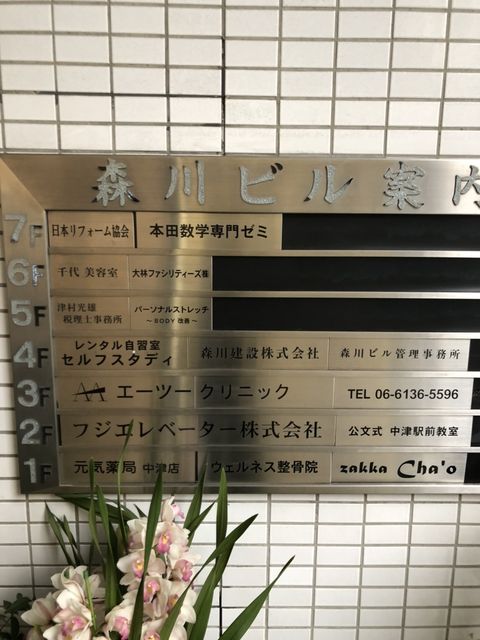 森川ビル案内
7F 日本リフォーム協会 本田数学専門ゼミ
6F 千代 美容室 大林ファシリティーズ㈱
5F 津村光雄 税理士事務所 パーソナルストレッチ ～BODY改善～
4F レンタル自習室 セルフスタディ 森川建設株式会社 森川ビル管理事務所
3F AA エーツー クリニック TEL 06-6136-5596
2F フジエレベーター株式会社 公文式 中津駅前教室
1F 元気薬局 中津店 ウェルネス整骨院 zakka Cha'o